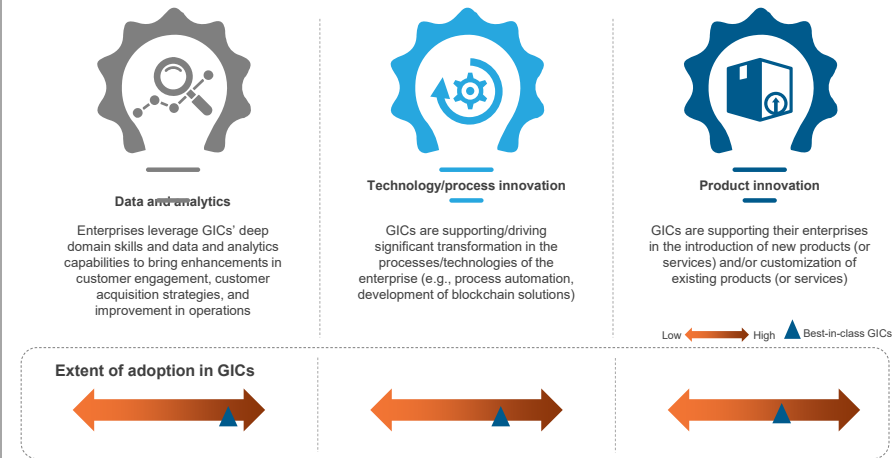 Data and analytics
Enterprises leverage GICs’ deep
domain skills and data and analytics
capabilities to bring enhancements in
customer engagement, customer
acquisition strategies, and
improvement in operations
Technology/process innovation
GICs are supporting/driving
significant transformation in the
processes/technologies of the
enterprise (e.g., process automation,
development of blockchain solutions)
Product innovation
GICs are supporting their enterprises
in the introduction of new products (or
services) and/or customization of
existing products (or services)
Low High Best-in-class GICs
Extent of adoption in GICs